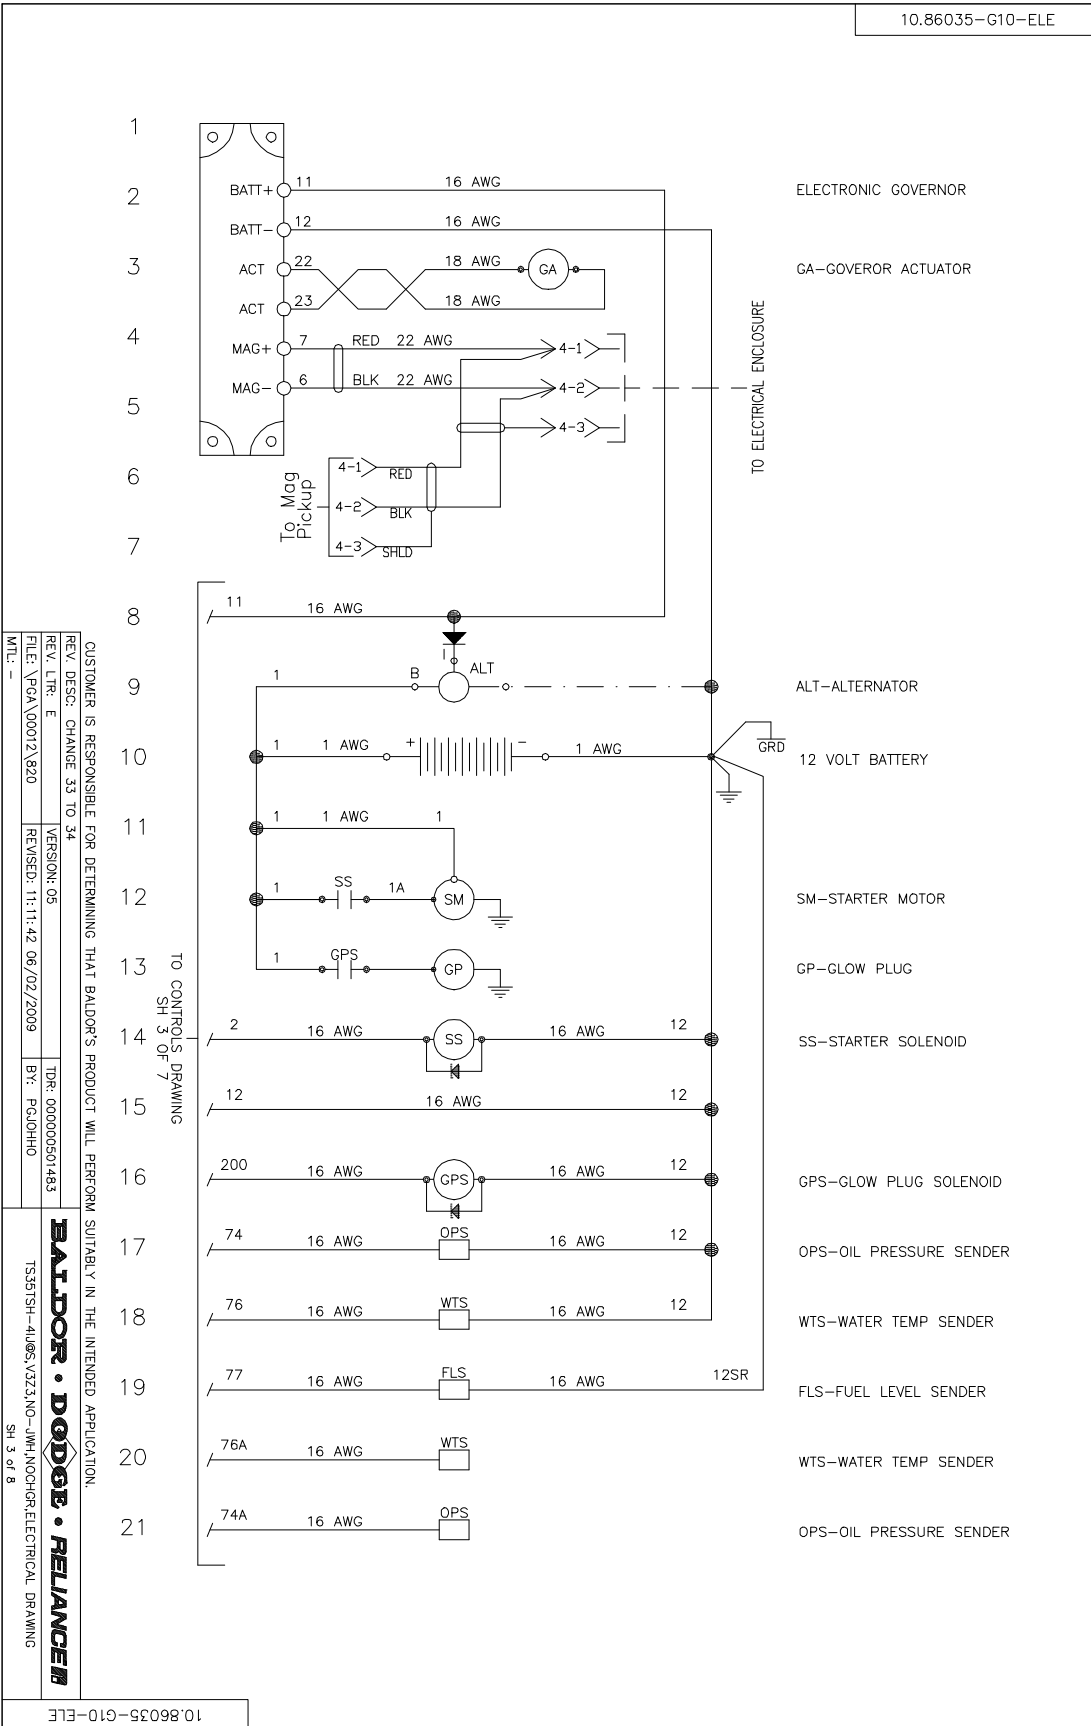 10.86035-G10-ELE
1
2
BATT+ 11 16 AWG
ELECTRONIC GOVERNOR
BATT- 12 16 AWG
3
ACT 22 18 AWG GA
GA-GOVEROR ACTUATOR
ACT 23 18 AWG
4
MAG+ 7 RED 22 AWG 4-1
MAG- 6 BLK 22 AWG 4-2
5
4-3
TO ELECTRICAL ENCLOSURE
6
4-1 RED
4-2 BLK
4-3 SHLD
To Mag
Pickup
7
8
11 16 AWG
9
1 B I ALT
ALT-ALTERNATOR
10
1 1 AWG + - 1 AWG
GRD
12 VOLT BATTERY
11
1 1 AWG 1
12
1 SS 1A SM
SM-STARTER MOTOR
13
1 GPS GP
GP-GLOW PLUG
TO CONTROLS DRAWING
SH 3 OF 7
14
2 16 AWG SS 16 AWG 12
SS-STARTER SOLENOID
15
12 16 AWG 12
16
200 16 AWG GPS 16 AWG 12
GPS-GLOW PLUG SOLENOID
17
74 16 AWG OPS 16 AWG 12
OPS-OIL PRESSURE SENDER
18
76 16 AWG WTS 16 AWG 12
WTS-WATER TEMP SENDER
19
77 16 AWG FLS 16 AWG 12SR
FLS-FUEL LEVEL SENDER
20
76A 16 AWG WTS
WTS-WATER TEMP SENDER
21
74A 16 AWG OPS
OPS-OIL PRESSURE SENDER
CUSTOMER IS RESPONSIBLE FOR DETERMINING THAT BALDOR'S PRODUCT WILL PERFORM SUITABLY IN THE INTENDED APPLICATION.
REV. DESC: CHANGE 33 TO 34
REV. LTR: E VERSION: 05 TDR: 000000501483
FILE: \PGA\00012\820 REVISED: 11:11:42 06/02/2009 BY: PGJOHHO
MTL: -
BALDOR • DODGE • RELIANCE
TS35TSH-4IJ@S,V3Z3,NO-JWH,NOCHGR,ELECTRICAL DRAWING
SH 3 of 8
10.86035-G10-ELE